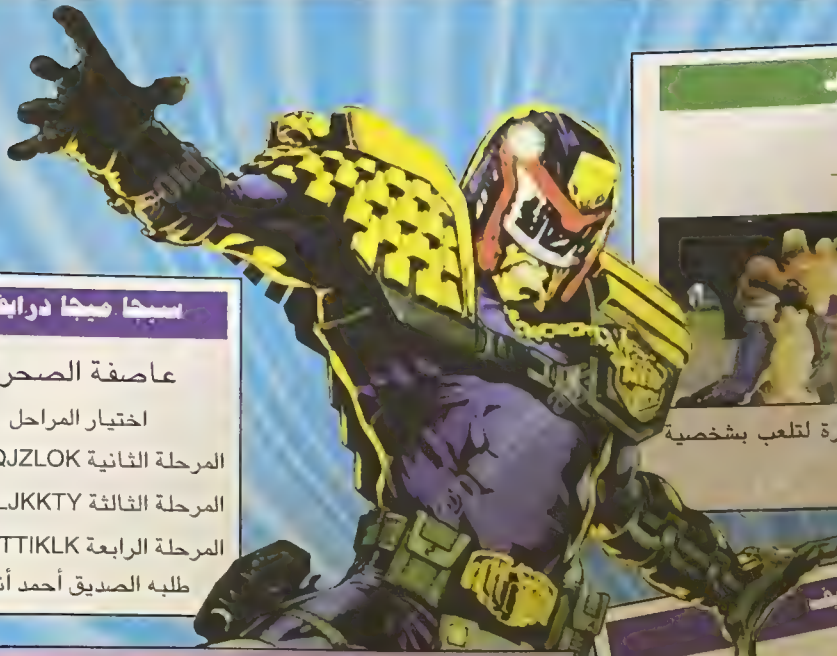 سيجا ميجا درايف
عاصفة الصحر
اختيار المراحل
المرحلة الثانية QJZLOK
المرحلة الثالثة LJKKTY
المرحلة الرابعة TTIKLK
طلبه الصديق أحمد أن
رة لتلعب بشخصية